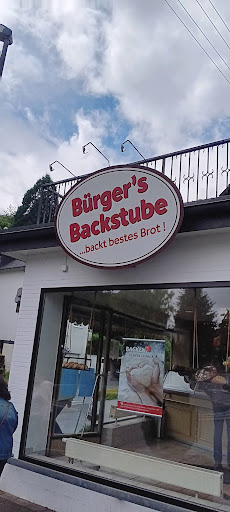 Bürger's
Backstube
...backt bestes Brot !